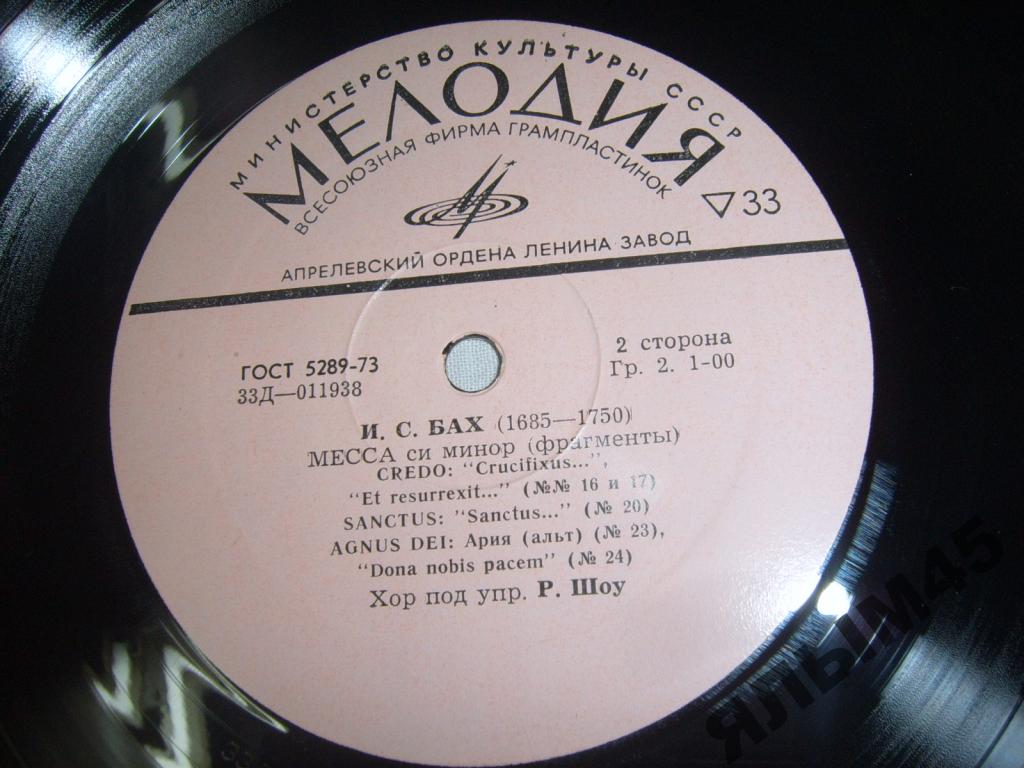 МИНИСТЕРСТВО КУЛЬТУРЫ СССР
МЕЛОДИЯ
ВСЕСОЮЗНАЯ ФИРМА ГРАМПЛАСТИНОК
33
АПРЕЛЕВСКИЙ ОРДЕНА ЛЕНИНА ЗАВОД
ГОСТ 5289-73
33Д—011938
2 сторона
Гр. 2. 1-00
И. С. БАХ (1685—1750)
МЕССА си минор (фрагменты)
CREDO: "Crucifixus...",
"Et resurrexit..." (№№ 16 и 17)
SANCTUS: "Sanctus..." (№ 20)
AGNUS DEI: Ария (альт) (№ 23),
"Dona nobis pacem" (№ 24)
Хор под упр. Р. Шоу
ЯЛЫМ45